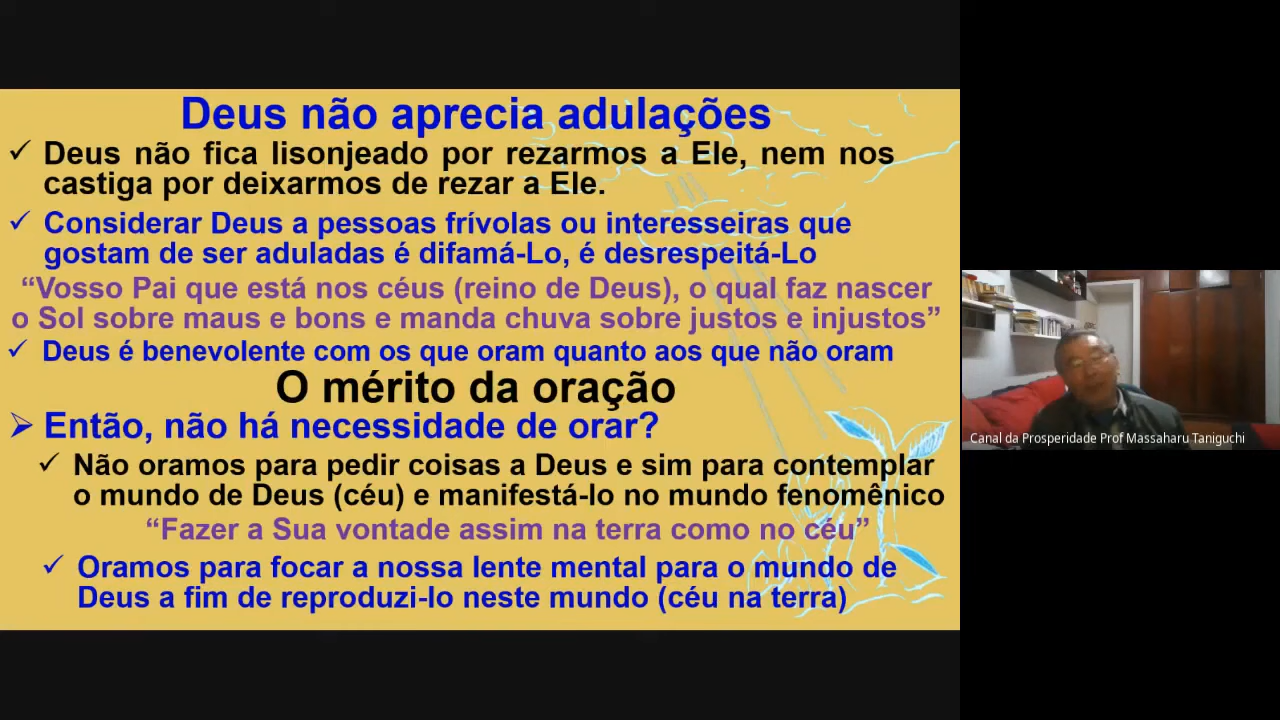 Deus não aprecia adulações
✓ Deus não fica lisonjeado por rezarmos a Ele, nem nos
castiga por deixarmos de rezar a Ele.
✓ Considerar Deus a pessoas frívolas ou interesseiras que
gostam de ser aduladas é difamá-Lo, é desrespeitá-Lo
“Vosso Pai que está nos céus (reino de Deus), o qual faz nascer
o Sol sobre maus e bons e manda chuva sobre justos e injustos”
✓ Deus é benevolente com os que oram quanto aos que não oram
O mérito da oração
➢ Então, não há necessidade de orar?
✓ Não oramos para pedir coisas a Deus e sim para contemplar
o mundo de Deus (céu) e manifestá-lo no mundo fenomênico
“Fazer a Sua vontade assim na terra como no céu”
✓ Oramos para focar a nossa lente mental para o mundo de
Deus a fim de reproduzi-lo neste mundo (céu na terra)
Canal da Prosperidade Prof Massaharu Taniguchi